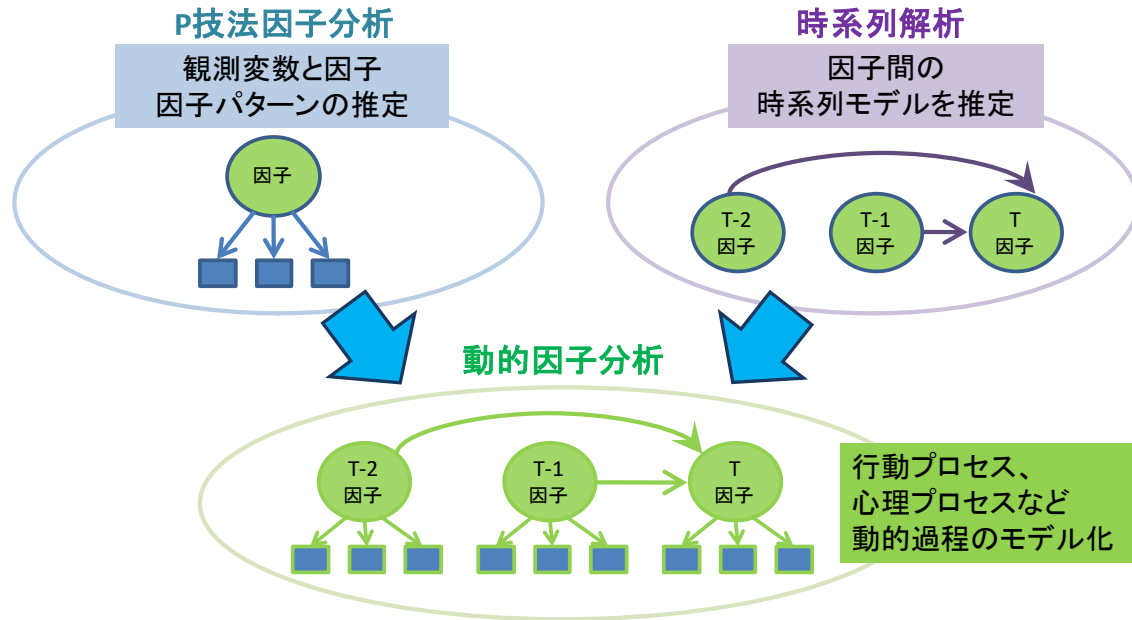 P技法因子分析
観測変数と因子
因子パターンの推定
因子
時系列解析
因子間の
時系列モデルを推定
T-2
因子
T-1
因子
T
因子
動的因子分析
T-2
因子
T-1
因子
T
因子
行動プロセス、
心理プロセスなど
動的過程のモデル化